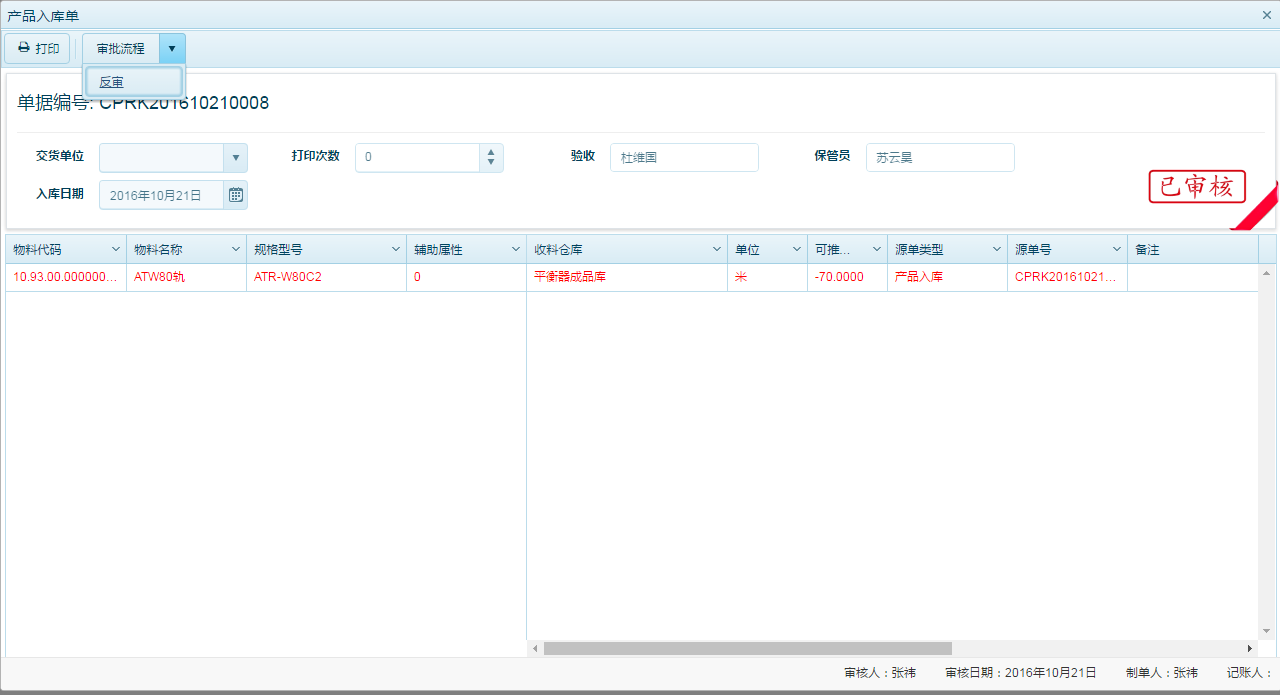 产品入库单
打印 审批流程
反审
单据编号: CPRK201610210008
交货单位 打印次数 0 验收 杜维国 保管员 苏云昊
入库日期 2016年10月21日
已审核
物料代码 物料名称 规格型号 辅助属性 收料仓库 单位 可推... 源单类型 源单号 备注
10.93.00.000000... ATW80轨 ATR-W80C2 0 平衡器成品库 米 -70.0000 产品入库 CPRK20161021...
审核人：张祎 审核日期：2016年10月21日 制单人：张祎 记账人：